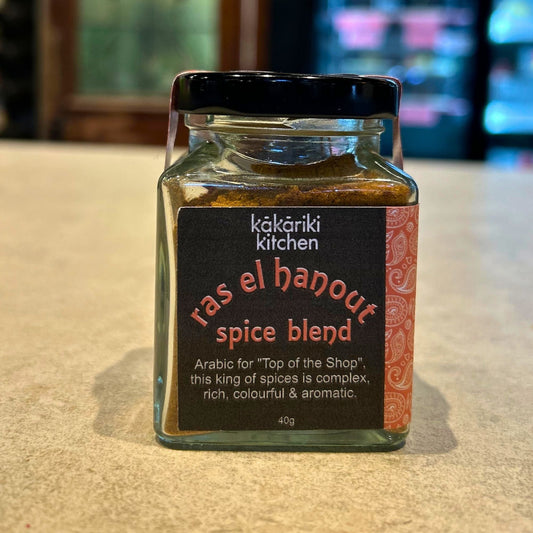 kākāriki
kitchen
ras el hanout
spice blend
Arabic for "Top of the Shop",
this king of spices is complex,
rich, colourful & aromatic.
40g